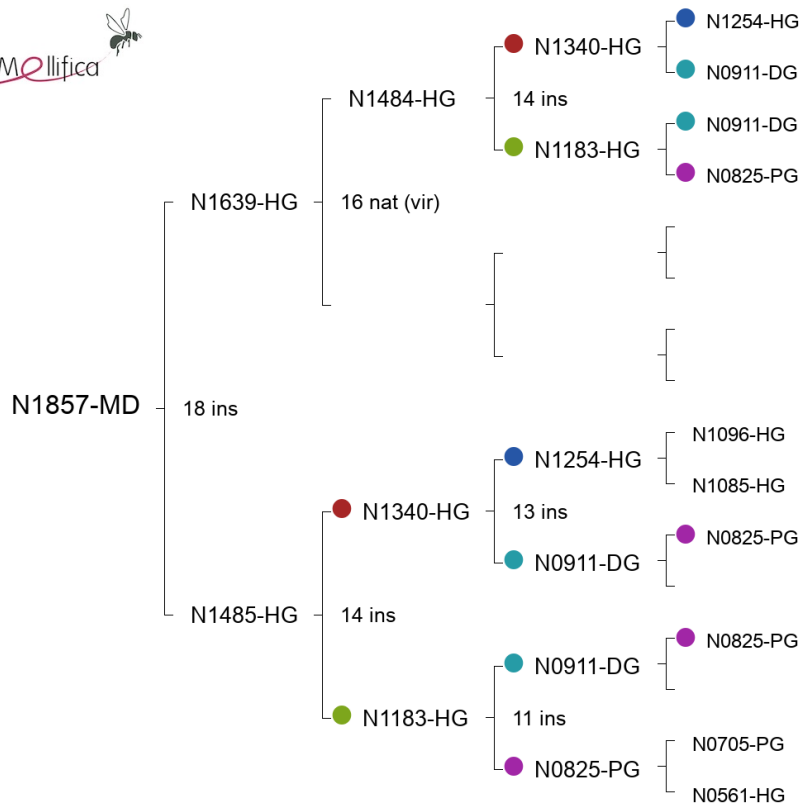 Mellifica
N1254-HG
N1340-HG
N0911-DG
N1484-HG
14 ins
N0911-DG
N1183-HG
N0825-PG
N1639-HG
16 nat (vir)
N1857-MD
18 ins
N1096-HG
N1254-HG
N1085-HG
N1340-HG
13 ins
N0825-PG
N0911-DG
N1485-HG
14 ins
N0825-PG
N0911-DG
N1183-HG
11 ins
N0705-PG
N0825-PG
N0561-HG